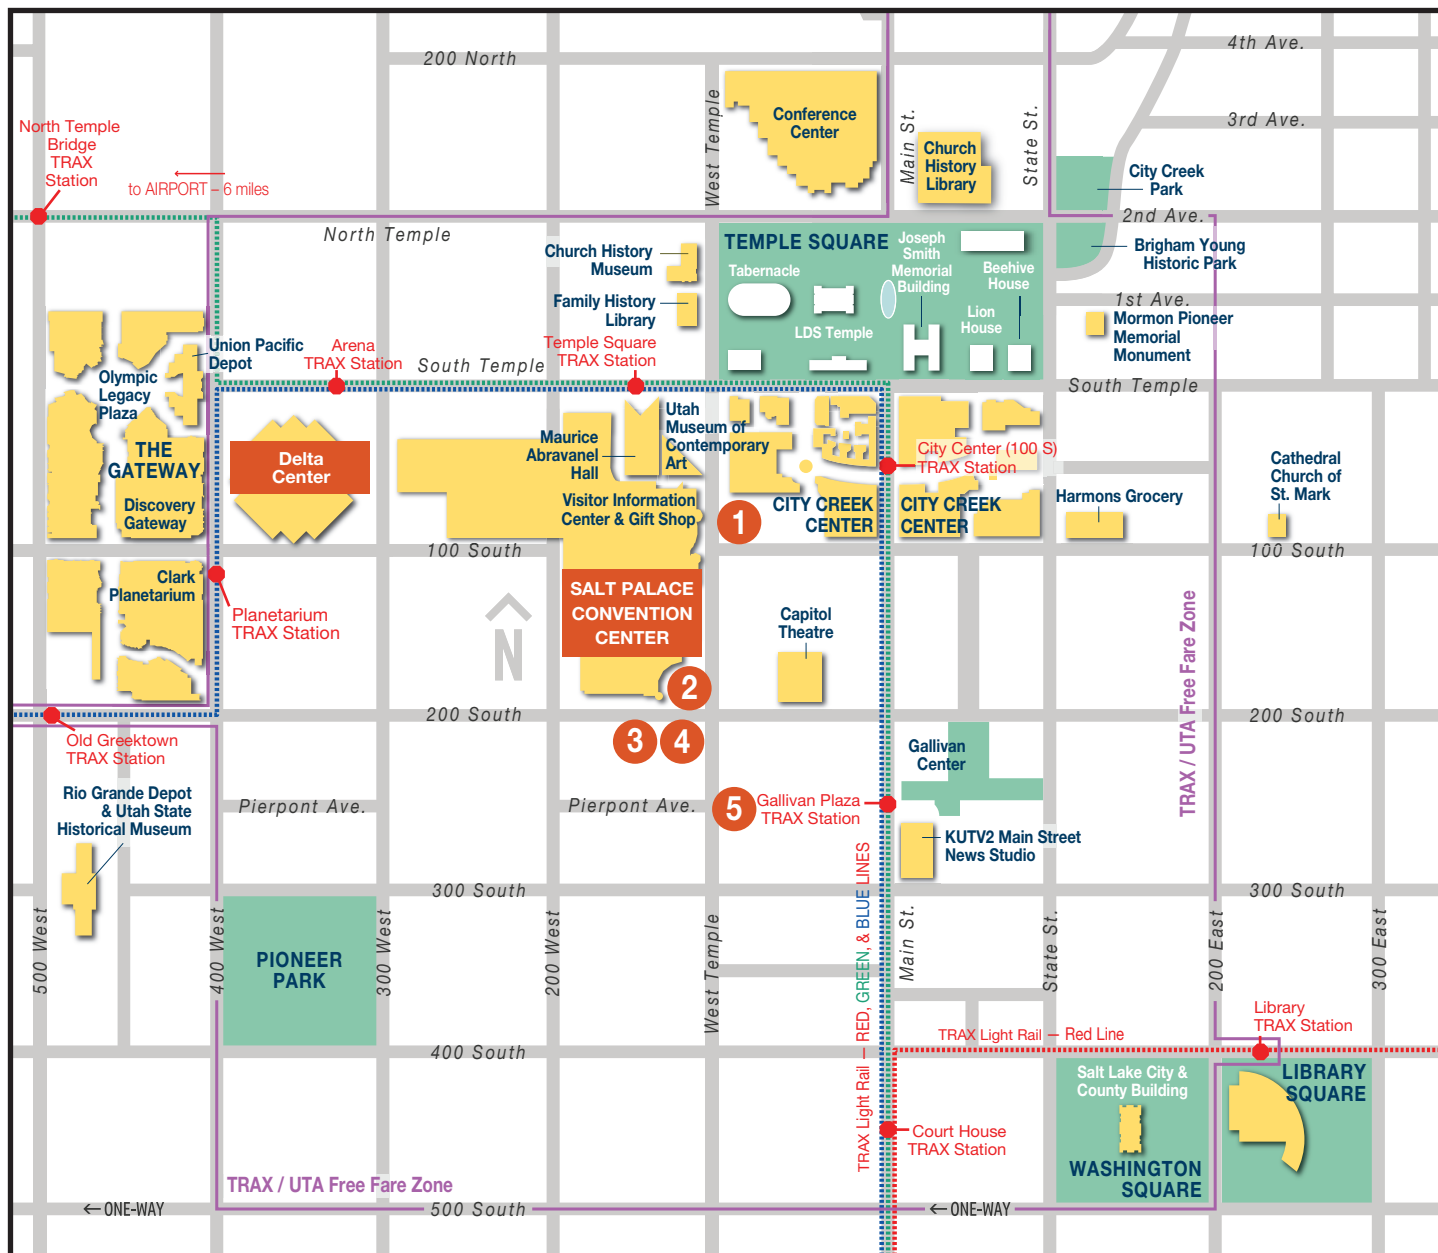 200 North
4th Ave.
3rd Ave.
North Temple
Bridge
TRAX
Station
to AIRPORT – 6 miles
West Temple
Conference
Center
Main St.
Church
History
Library
State St.
City Creek
Park
2nd Ave.
Brigham Young
Historic Park
North Temple
Church History
Museum
Family History
Library
TEMPLE SQUARE
Tabernacle
LDS Temple
Joseph
Smith
Memorial
Building
Beehive
House
Lion
House
1st Ave.
Mormon Pioneer
Memorial
Monument
Union Pacific
Depot
Olympic
Legacy
Plaza
Arena
TRAX Station
South Temple
Temple Square
TRAX Station
South Temple
THE
GATEWAY
Discovery
Gateway
Delta
Center
Maurice
Abravanel
Hall
Utah
Museum of
Contemporary
Art
Visitor Information
Center & Gift Shop
1
CITY CREEK
CENTER
CITY CREEK
CENTER
City Center (100 S)
TRAX Station
Harmons Grocery
Cathedral
Church of
St. Mark
100 South
100 South
Clark
Planetarium
Planetarium
TRAX Station
N
SALT PALACE
CONVENTION
CENTER
Capitol
Theatre
TRAX / UTA Free Fare Zone
2
200 South
200 South
3
4
Old Greektown
TRAX Station
Gallivan
Center
Rio Grande Depot
& Utah State
Historical Museum
Pierpont Ave.
Pierpont Ave.
5
Gallivan Plaza
TRAX Station
KUTV2 Main Street
News Studio
300 South
300 South
500 West
400 West
300 West
200 West
West Temple
TRAX Light Rail – RED, GREEN, & BLUE LINES
Main St.
State St.
200 East
300 East
PIONEER
PARK
400 South
TRAX Light Rail – Red Line
Library
TRAX Station
Salt Lake City &
County Building
LIBRARY
SQUARE
Court House
TRAX Station
WASHINGTON
SQUARE
TRAX / UTA Free Fare Zone
←ONE-WAY
500 South
←ONE-WAY